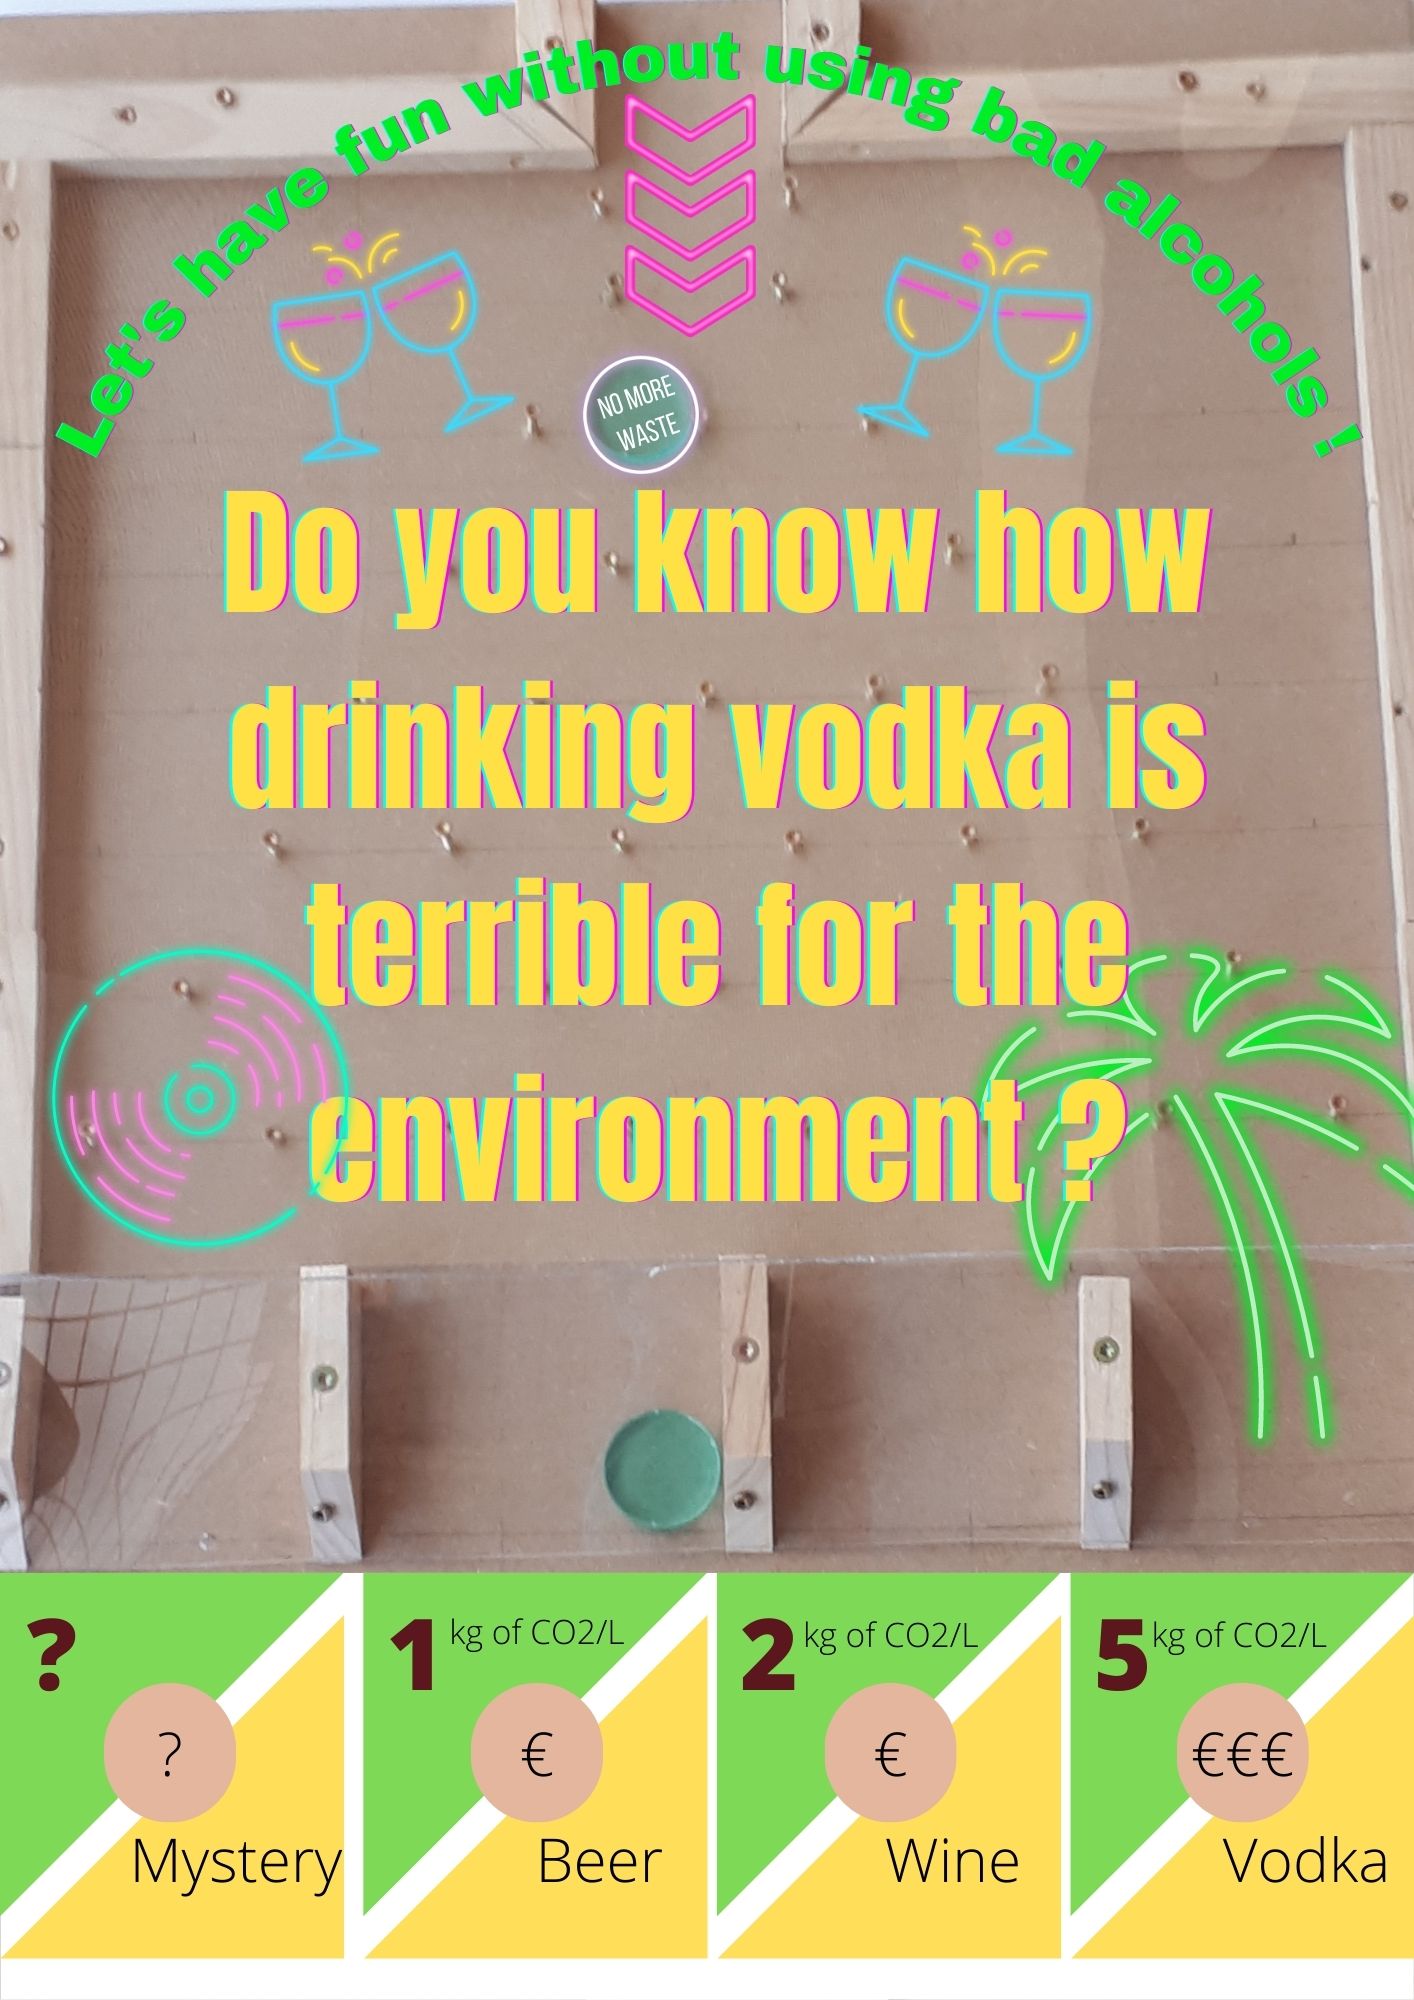 Let's have fun without using bad alcohols !
NO MORE
WASTE
Do you know how
drinking vodka is
terrible for the
environment ?
?
?
Mystery
1 kg of CO2/L
€
Beer
2 kg of CO2/L
€
Wine
5 kg of CO2/L
€€€
Vodka